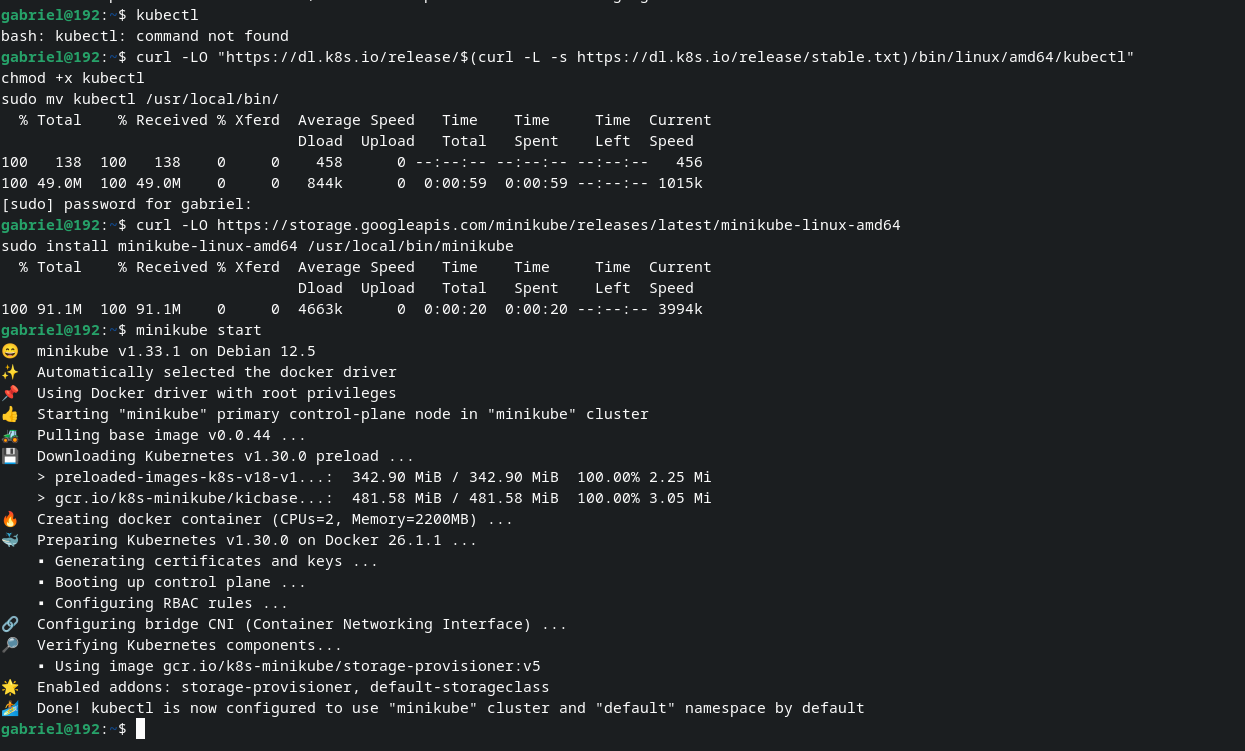 gabriel@192:~$ kubectl
bash: kubectl: command not found
gabriel@192:~$ curl -LO "https://dl.k8s.io/release/$(curl -L -s https://dl.k8s.io/release/stable.txt)/bin/linux/amd64/kubectl"
chmod +x kubectl
sudo mv kubectl /usr/local/bin/
  % Total    % Received % Xferd  Average Speed   Time    Time     Time  Current
                                 Dload  Upload   Total   Spent    Left  Speed
100   138  100   138    0     0    458      0 --:--:-- --:--:-- --:--:--   456
100 49.0M  100 49.0M    0     0   844k      0  0:00:59  0:00:59 --:--:-- 1015k
[sudo] password for gabriel:
gabriel@192:~$ curl -LO https://storage.googleapis.com/minikube/releases/latest/minikube-linux-amd64
sudo install minikube-linux-amd64 /usr/local/bin/minikube
  % Total    % Received % Xferd  Average Speed   Time    Time     Time  Current
                                 Dload  Upload   Total   Spent    Left  Speed
100 91.1M  100 91.1M    0     0  4663k      0  0:00:20  0:00:20 --:--:-- 3994k
gabriel@192:~$ minikube start
😄  minikube v1.33.1 on Debian 12.5
✨  Automatically selected the docker driver
📌  Using Docker driver with root privileges
👍  Starting "minikube" primary control-plane node in "minikube" cluster
🚜  Pulling base image v0.0.44 ...
💾  Downloading Kubernetes v1.30.0 preload ...
    > preloaded-images-k8s-v18-v1...:  342.90 MiB / 342.90 MiB  100.00% 2.25 Mi
    > gcr.io/k8s-minikube/kicbase...:  481.58 MiB / 481.58 MiB  100.00% 3.05 Mi
🔥  Creating docker container (CPUs=2, Memory=2200MB) ...
🐳  Preparing Kubernetes v1.30.0 on Docker 26.1.1 ...
    ▪ Generating certificates and keys ...
    ▪ Booting up control plane ...
    ▪ Configuring RBAC rules ...
🔗  Configuring bridge CNI (Container Networking Interface) ...
🔎  Verifying Kubernetes components...
    ▪ Using image gcr.io/k8s-minikube/storage-provisioner:v5
🌟  Enabled addons: storage-provisioner, default-storageclass
🏄  Done! kubectl is now configured to use "minikube" cluster and "default" namespace by default
gabriel@192:~$